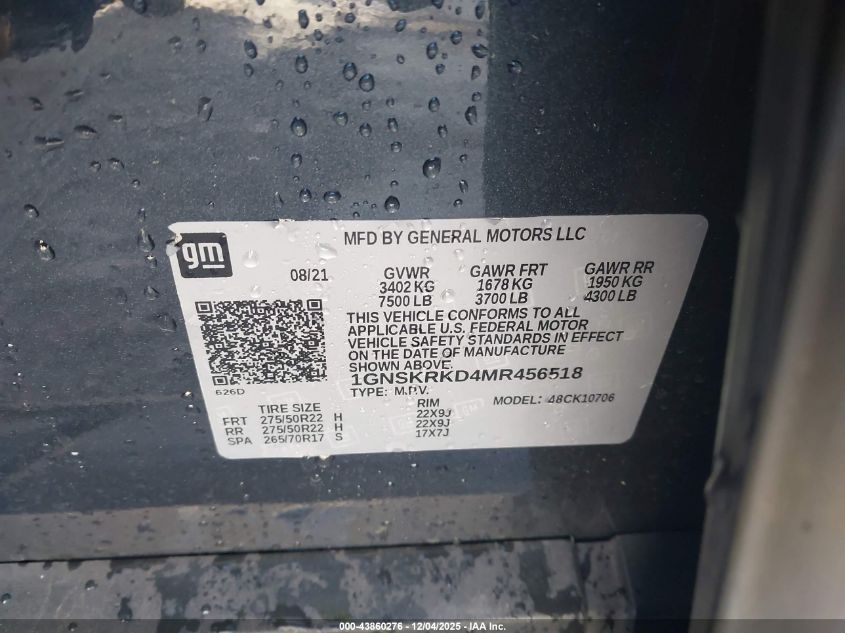 gm
MFD BY GENERAL MOTORS LLC
08/21 GVWR GAWR FRT GAWR RR
3402 KG 1678 KG 1950 KG
7500 LB 3700 LB 4300 LB
THIS VEHICLE CONFORMS TO ALL
APPLICABLE U.S. FEDERAL MOTOR
VEHICLE SAFETY STANDARDS IN EFFECT
ON THE DATE OF MANUFACTURE
SHOWN ABOVE.
1GNSKRKD4MR456518
626D TYPE: M.P.V. MODEL: 48CK10706
TIRE SIZE RIM
FRT 275/50R22 H 22X9J
RR 275/50R22 H 22X9J
SPA 265/70R17 S 17X7J
000-43860276 - 12/04/2025 - IAA Inc.